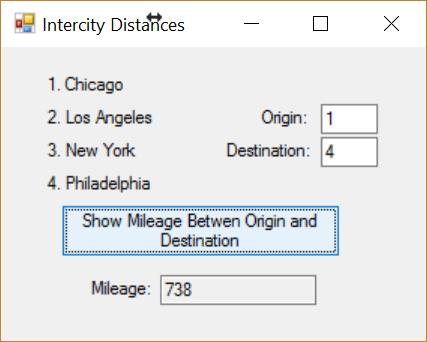 Intercity Distances
1. Chicago
2. Los Angeles Origin: 1
3. New York Destination: 4
4. Philadelphia
Show Mileage Betwen Origin and
Destination
Mileage: 738